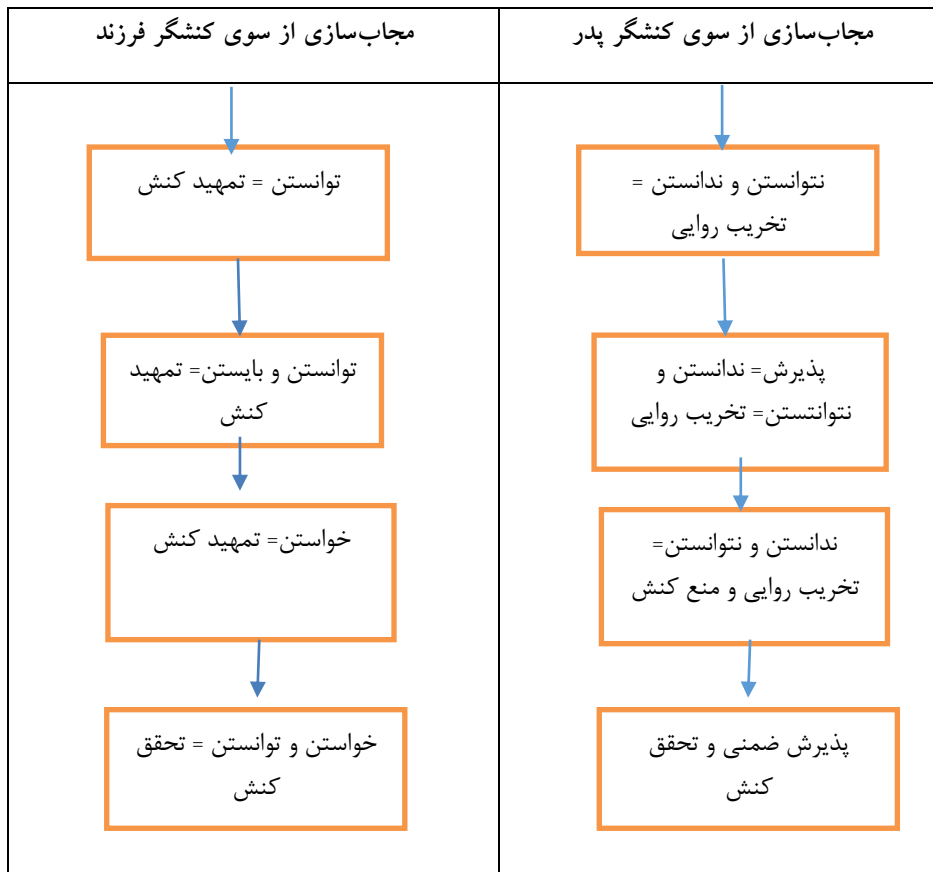 مجاب‌سازی از سوی کنشگر پدر
نتوانستن و ندانستن =
تخریب روایی
پذیرش= ندانستن و
نتوانتستن= تخریب روایی
ندانستن و نتوانستن=
تخریب روایی و منع کنش
پذیرش ضمنی و تحقق
کنش
مجاب‌سازی از سوی کنشگر فرزند
توانستن = تمهید کنش
توانستن و بایستن= تمهید
کنش
خواستن= تمهید کنش
خواستن و توانستن = تحقق
کنش